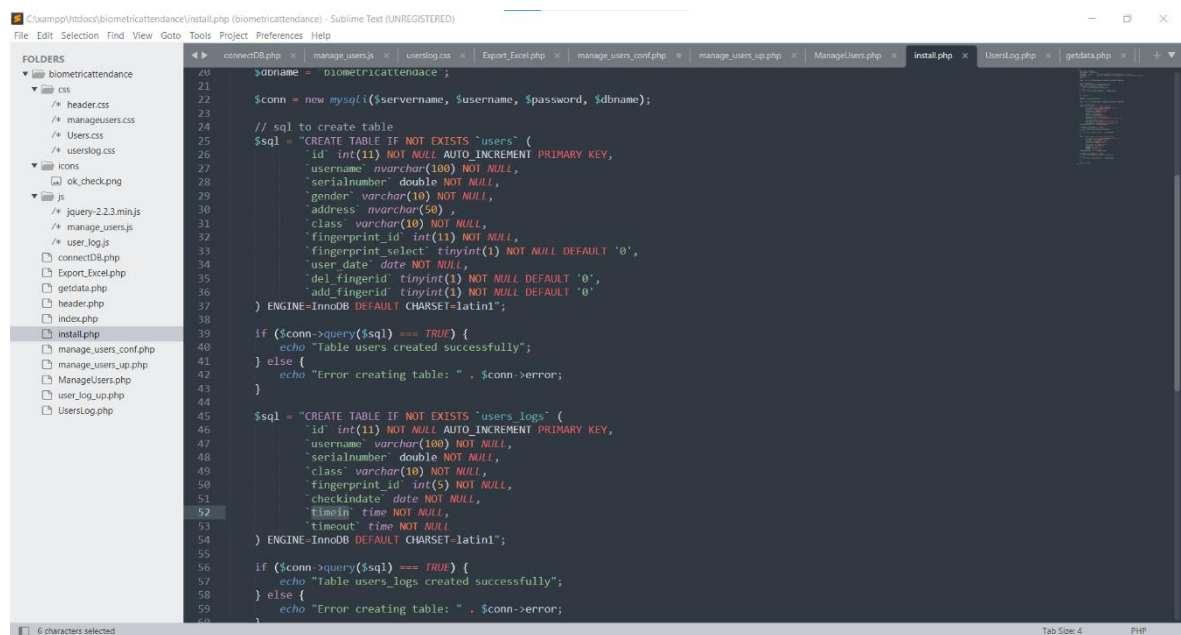 C:\xampp\htdocs\biometricattendance\install.php (biometricattendance) - Sublime Text (UNREGISTERED)
File Edit Selection Find View Goto Tools Project Preferences Help
FOLDERS
biometricattendance
css
/* header.css
/* manageusers.css
/* Users.css
/* userslog.css
icons
ok_check.png
js
/* jquery-2.2.3.min.js
/* manage_users.js
/* user_log.js
connectDB.php
Export_Excel.php
getdata.php
header.php
index.php
install.php
manage_users_conf.php
manage_users_up.php
ManageUsers.php
user_log_up.php
UsersLog.php
connectDB.php × manage_users.js × userslog.css × Export_Excel.php × manage_users_conf.php manage_users_up.php × ManageUsers.php × install.php × UsersLog.php × getdata.php ×
20 $dbname = "biometricattendace";
21
22 $conn = new mysqli($servername, $username, $password, $dbname);
23
24 // sql to create table
25 $sql = "CREATE TABLE IF NOT EXISTS `users` (
26 `id` int(11) NOT NULL AUTO_INCREMENT PRIMARY KEY,
27 `username` nvarchar(100) NOT NULL,
28 `serialnumber` double NOT NULL,
29 `gender` varchar(10) NOT NULL,
30 `address` nvarchar(50) ,
31 `class` varchar(10) NOT NULL,
32 `fingerprint_id` int(11) NOT NULL,
33 `fingerprint_select` tinyint(1) NOT NULL DEFAULT '0',
34 `user_date` date NOT NULL,
35 `del_fingerid` tinyint(1) NOT NULL DEFAULT '0',
36 `add_fingerid` tinyint(1) NOT NULL DEFAULT '0'
37 ) ENGINE=InnoDB DEFAULT CHARSET=latin1";
38
39 if ($conn->query($sql) === TRUE) {
40 echo "Table users created successfully";
41 } else {
42 echo "Error creating table: " . $conn->error;
43 }
44
45 $sql = "CREATE TABLE IF NOT EXISTS `users_logs` (
46 `id` int(11) NOT NULL AUTO_INCREMENT PRIMARY KEY,
47 `username` varchar(100) NOT NULL,
48 `serialnumber` double NOT NULL,
49 `class` varchar(10) NOT NULL,
50 `fingerprint_id` int(5) NOT NULL,
51 `checkindate` date NOT NULL,
52 `timein` time NOT NULL,
53 `timeout` time NOT NULL
54 ) ENGINE=InnoDB DEFAULT CHARSET=latin1";
55
56 if ($conn->query($sql) === TRUE) {
57 echo "Table users_logs created successfully";
58 } else {
59 echo "Error creating table: " . $conn->error;
60 }
6 characters selected
Tab Size: 4 PHP